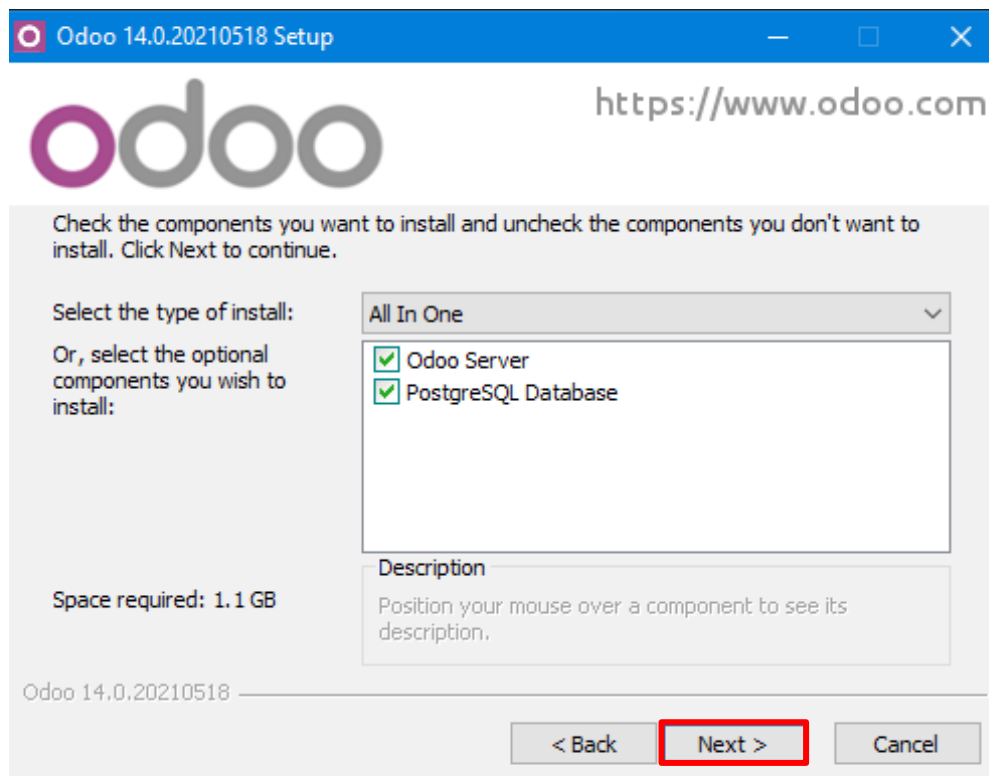 Odoo 14.0.20210518 Setup
odoo
https://www.odoo.com
Check the components you want to install and uncheck the components you don't want to
install. Click Next to continue.
Select the type of install:
All In One
Or, select the optional
components you wish to
install:
Odoo Server
PostgreSQL Database
Space required: 1.1 GB
Description
Position your mouse over a component to see its
description.
Odoo 14.0.20210518
< Back
Next >
Cancel